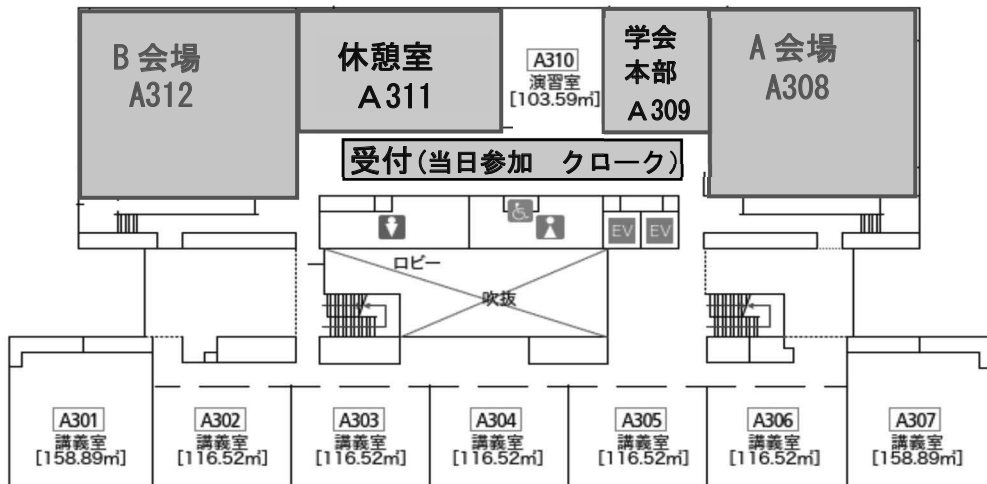 B 会場
A312
休憩室
A 311
A310
演習室
[103.59㎡]
学会
本部
A 309
A 会場
A308
受付(当日参加　クローク)
EV
EV
ロビー
吹抜
A301
講義室
[158.89㎡]
A302
講義室
[116.52㎡]
A303
講義室
[116.52㎡]
A304
講義室
[116.52㎡]
A305
講義室
[116.52㎡]
A306
講義室
[116.52㎡]
A307
講義室
[158.89㎡]